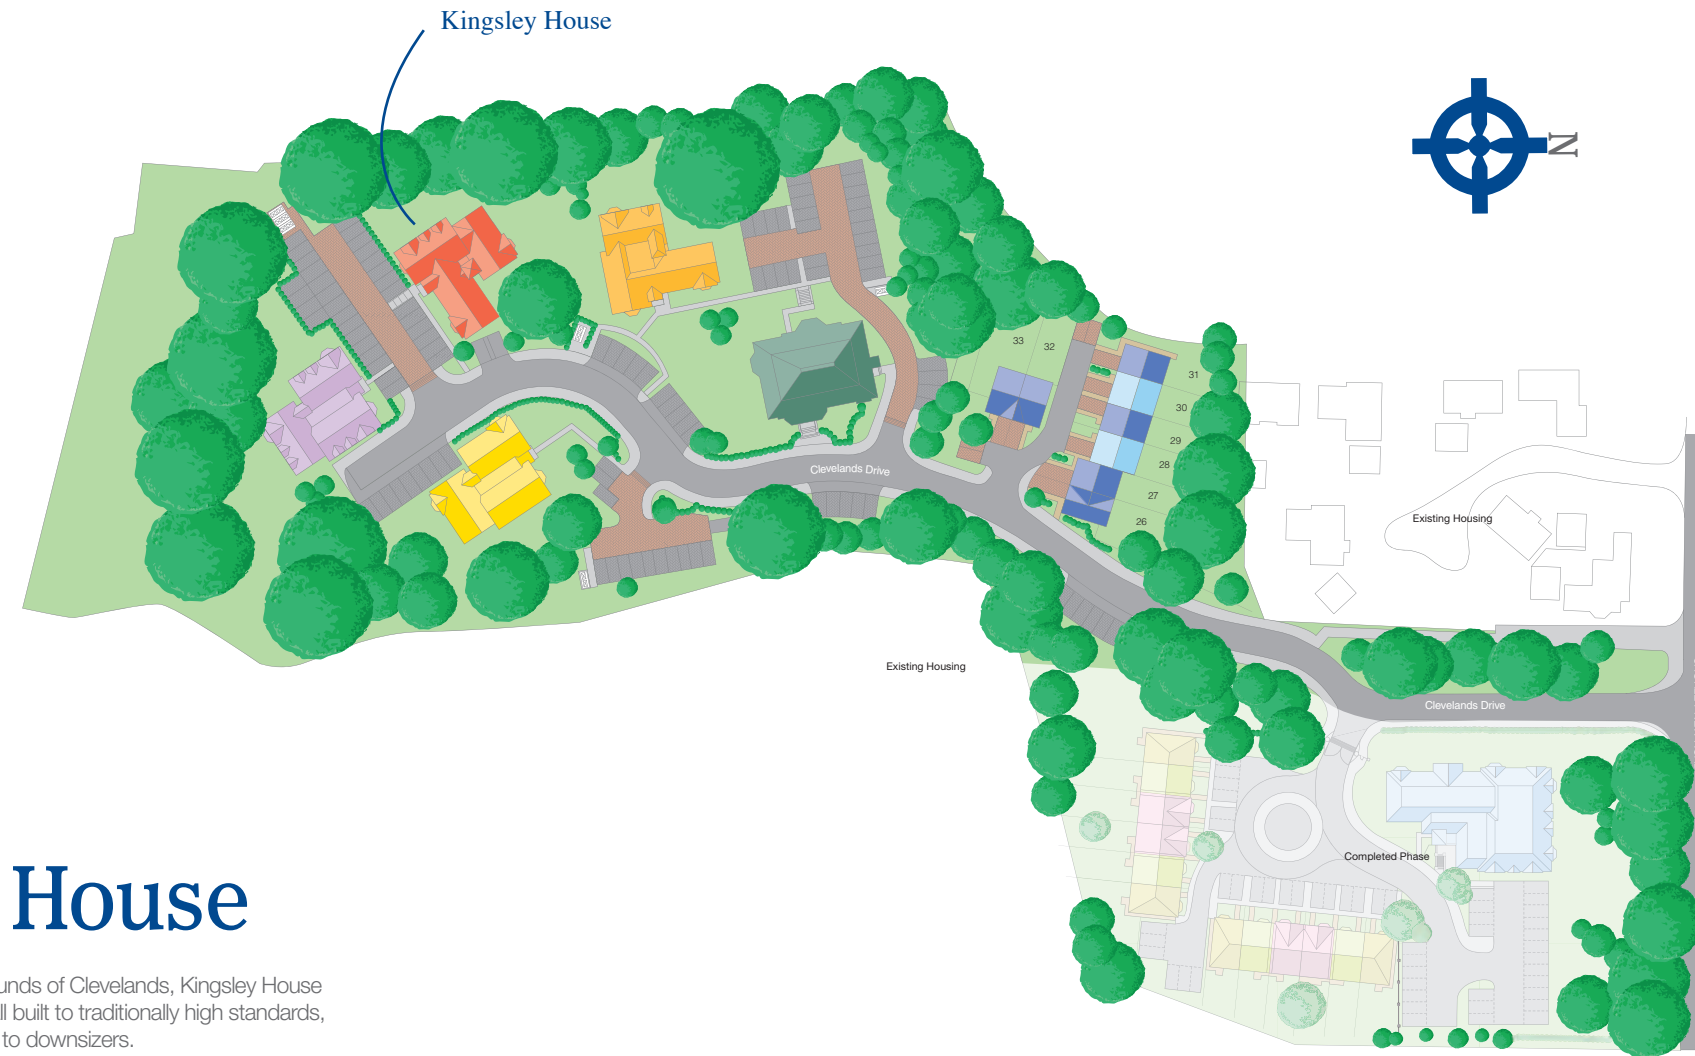 Kingsley House
N
33
32
31
30
29
28
27
26
Clevelands Drive
Existing Housing
Existing Housing
Clevelands Drive
Completed Phase
House
unds of Clevelands, Kingsley House
ll built to traditionally high standards,
to downsizers.